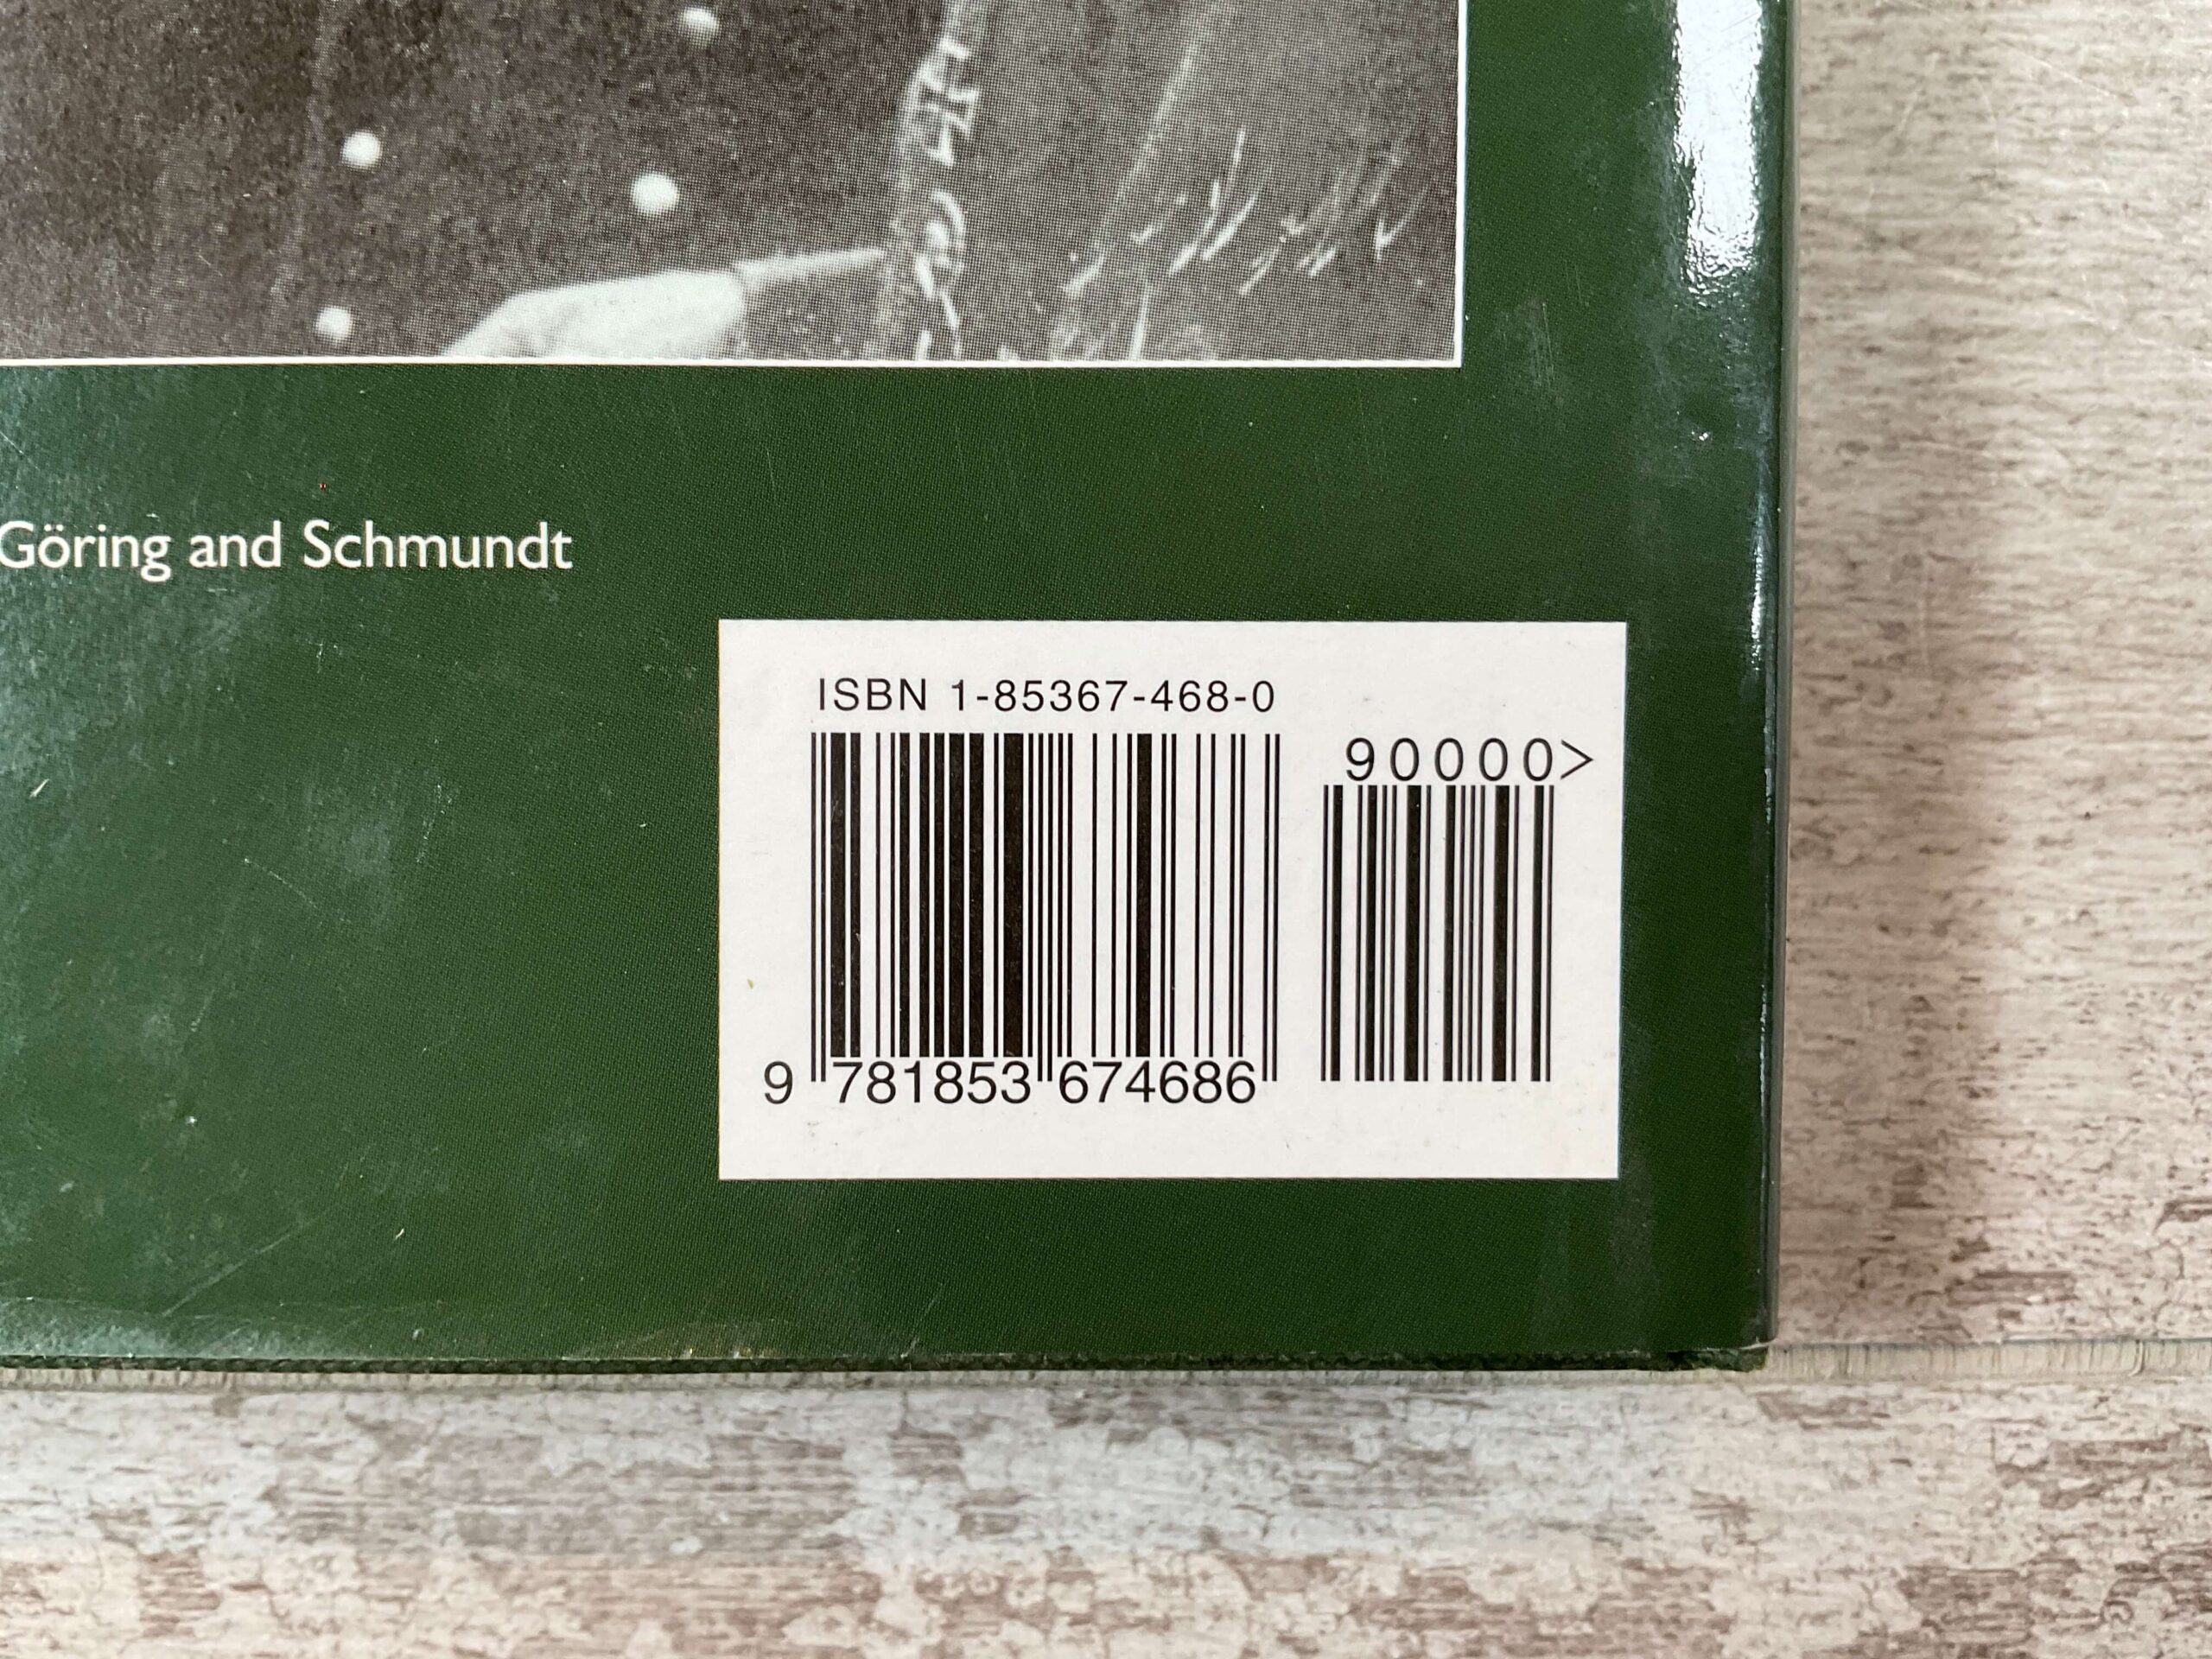 Göring and Schmundt
ISBN 1-85367-468-0
90000>
9 781853 674686